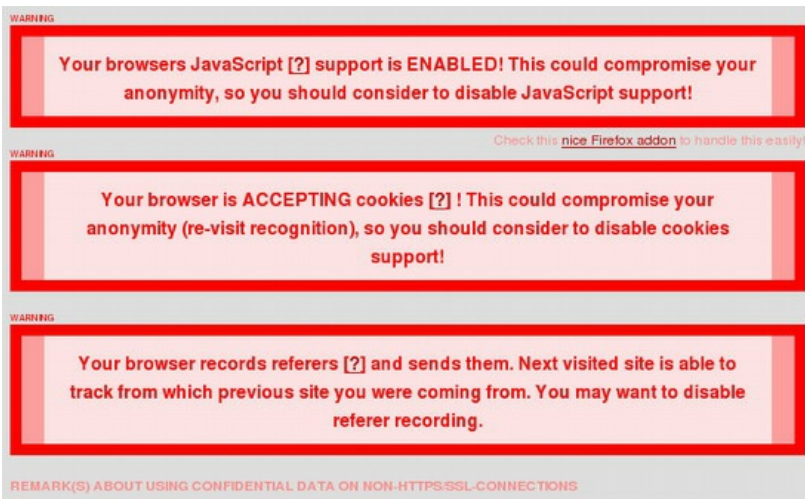 WARNING
Your browsers JavaScript [?] support is ENABLED! This could compromise your
anonymity, so you should consider to disable JavaScript support!
Check this nice Firefox addon to handle this easily!
WARNING
Your browser is ACCEPTING cookies [?] ! This could compromise your
anonymity (re-visit recognition), so you should consider to disable cookies
support!
WARNING
Your browser records referers [?] and sends them. Next visited site is able to
track from which previous site you were coming from. You may want to disable
referer recording.
REMARK(S) ABOUT USING CONFIDENTIAL DATA ON NON-HTTPS/SSL-CONNECTIONS